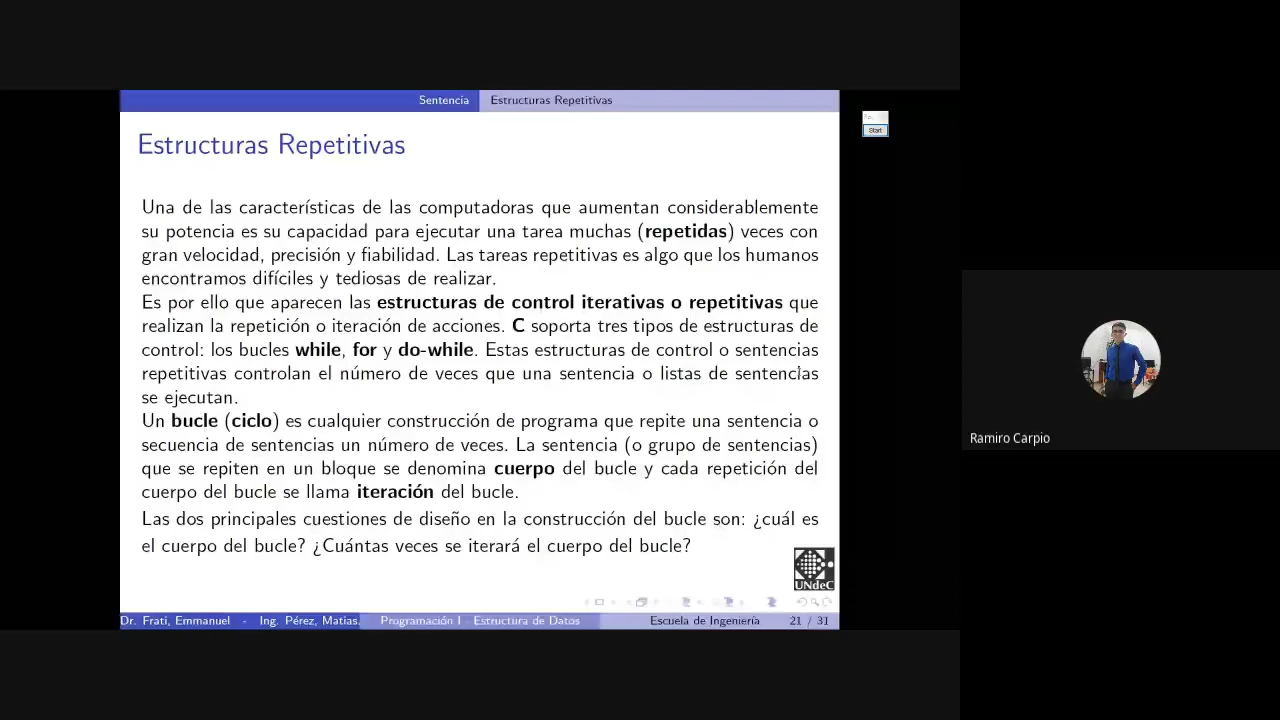 Sentencia
Estructuras Repetitivas
Estructuras Repetitivas
Una de las características de las computadoras que aumentan considerablemente
su potencia es su capacidad para ejecutar una tarea muchas (repetidas) veces con
gran velocidad, precisión y fiabilidad. Las tareas repetitivas es algo que los humanos
encontramos difíciles y tediosas de realizar.
Es por ello que aparecen las estructuras de control iterativas o repetitivas que
realizan la repetición o iteración de acciones. C soporta tres tipos de estructuras de
control: los bucles while, for y do-while. Estas estructuras de control o sentencias
repetitivas controlan el número de veces que una sentencia o listas de sentencias
se ejecutan.
Un bucle (ciclo) es cualquier construcción de programa que repite una sentencia o
secuencia de sentencias un número de veces. La sentencia (o grupo de sentencias)
que se repiten en un bloque se denomina cuerpo del bucle y cada repetición del
cuerpo del bucle se llama iteración del bucle.
Las dos principales cuestiones de diseño en la construcción del bucle son: ¿cuál es
el cuerpo del bucle? ¿Cuántas veces se iterará el cuerpo del bucle?
UNdeC
Dr. Frati, Emmanuel - Ing. Pérez, Matias.
Programación I - Estructura de Datos
Escuela de Ingeniería
21 / 31
Start
Ramiro Carpio